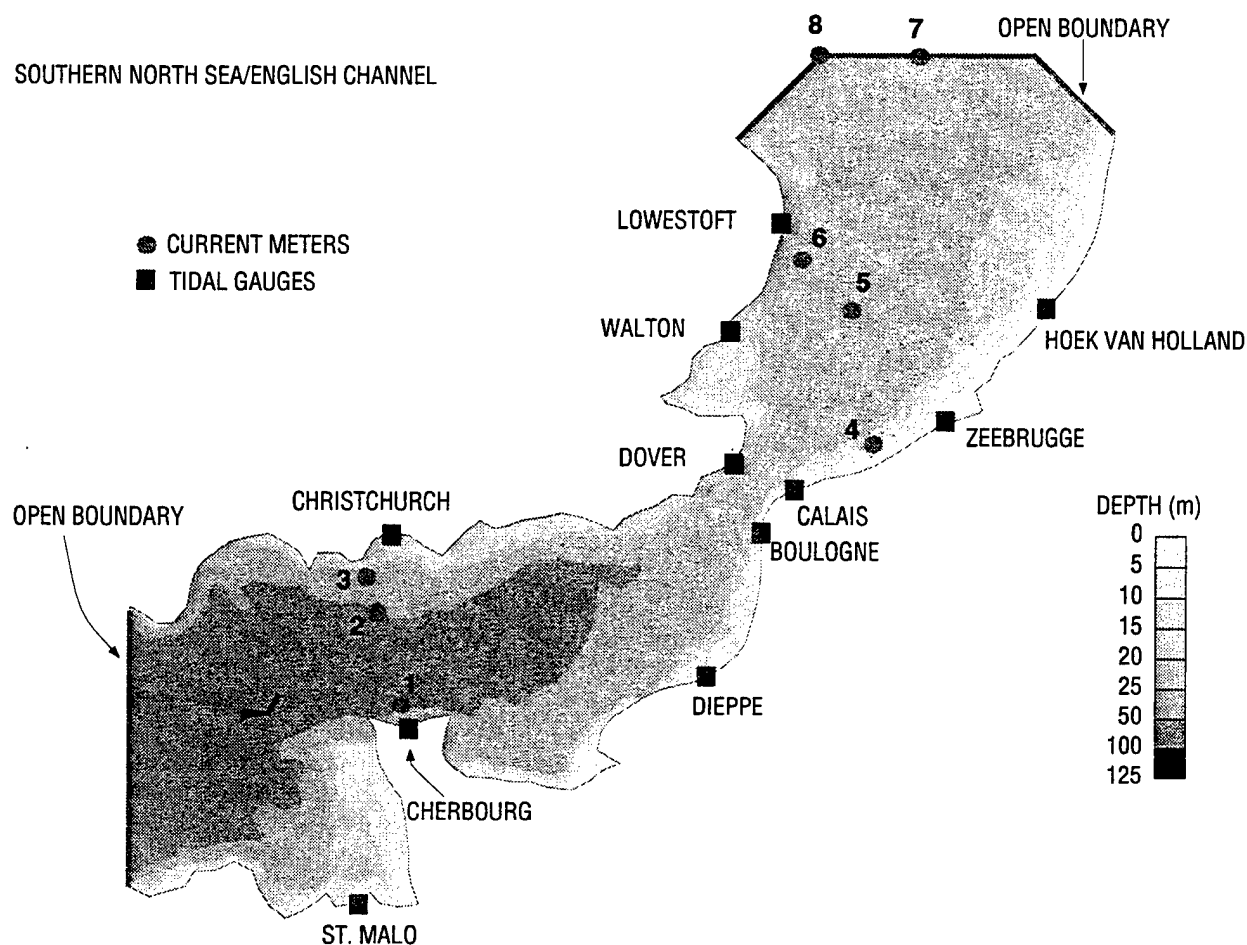 8
7
OPEN BOUNDARY
SOUTHERN NORTH SEA/ENGLISH CHANNEL
LOWESTOFT
6
CURRENT METERS
TIDAL GAUGES
5
WALTON
HOEK VAN HOLLAND
4
ZEEBRUGGE
DOVER
CHRISTCHURCH
CALAIS
BOULOGNE
OPEN BOUNDARY
3
2
1
DIEPPE
CHERBOURG
ST. MALO
DEPTH (m)
0
5
10
15
20
25
50
100
125